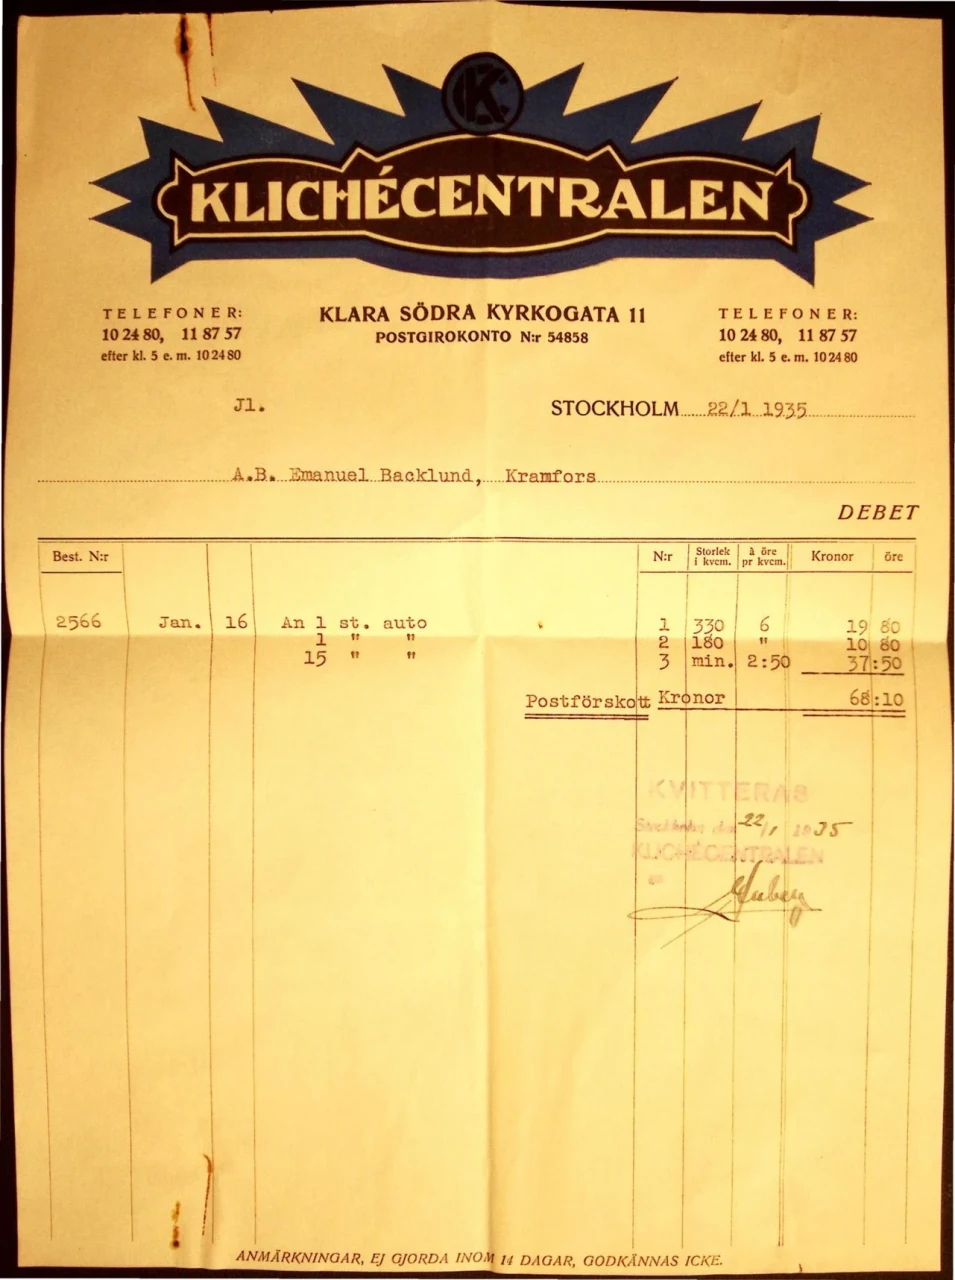 KC
KLICHÉCENTRALEN
TELEFONER:
10 24 80, 11 87 57
efter kl. 5 e. m. 10 24 80
KLARA SÖDRA KYRKOGATA 11
POSTGIROKONTO N:r 54858
TELEFONER:
10 24 80, 11 87 57
efter kl. 5 e. m. 10 24 80
Jl.
STOCKHOLM 22/1 1935
A.B. Emanuel Backlund, Kramfors
DEBET
Best. N:r N:r Storlek i kvcm. à öre pr kvcm. Kronor öre
2566 Jan. 16 An 1 st. auto 1 330 6 19 80
1 " " 2 180 " 10 80
15 " " 3 min. 2:50 37:50
Postförskott Kronor 68:10
KVITTERAS
Stockholm den 22/1 1935
KLICHÉCENTRALEN
ANMÄRKNINGAR, EJ GJORDA INOM 14 DAGAR, GODKÄNNAS ICKE.